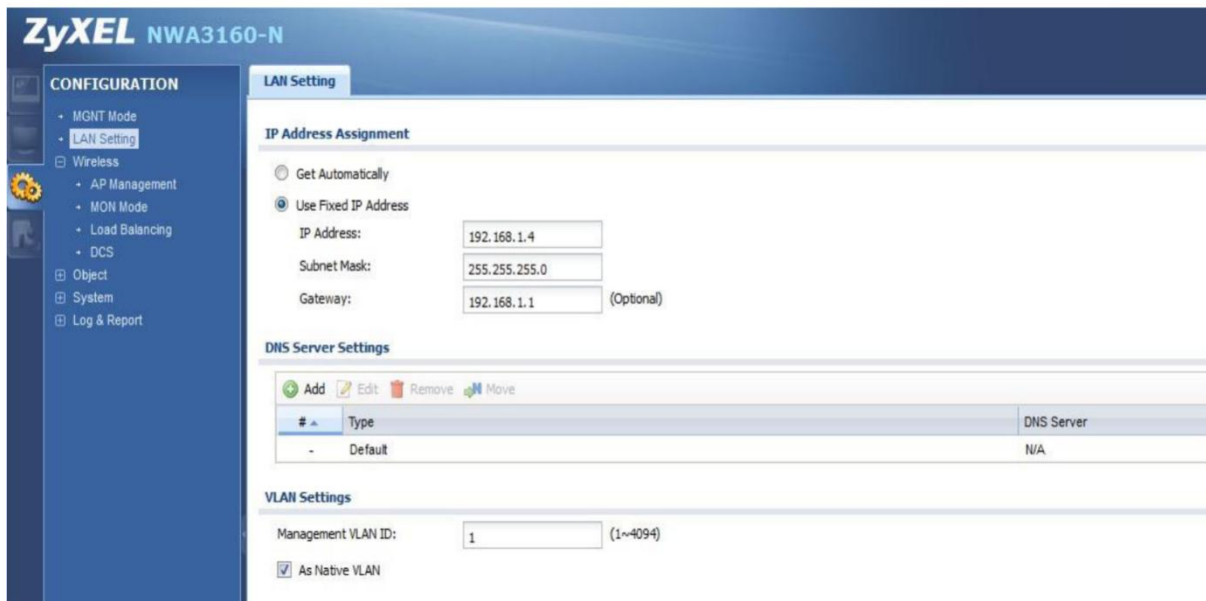 ZyXEL NWA3160-N
CONFIGURATION
MGNT Mode
LAN Setting
Wireless
AP Management
MON Mode
Load Balancing
DCS
Object
System
Log & Report
LAN Setting
IP Address Assignment
Get Automatically
Use Fixed IP Address
IP Address: 192.168.1.4
Subnet Mask: 255.255.255.0
Gateway: 192.168.1.1 (Optional)
DNS Server Settings
Add Edit Remove Move
# Type DNS Server
- Default N/A
VLAN Settings
Management VLAN ID: 1 (1~4094)
As Native VLAN